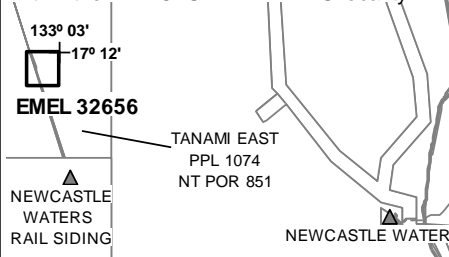 133º 03'
17º 12'
EMEL 32656
TANAMI EAST
PPL 1074
NT POR 851
NEWCASTLE
WATERS
RAIL SIDING
NEWCASTLE WATER